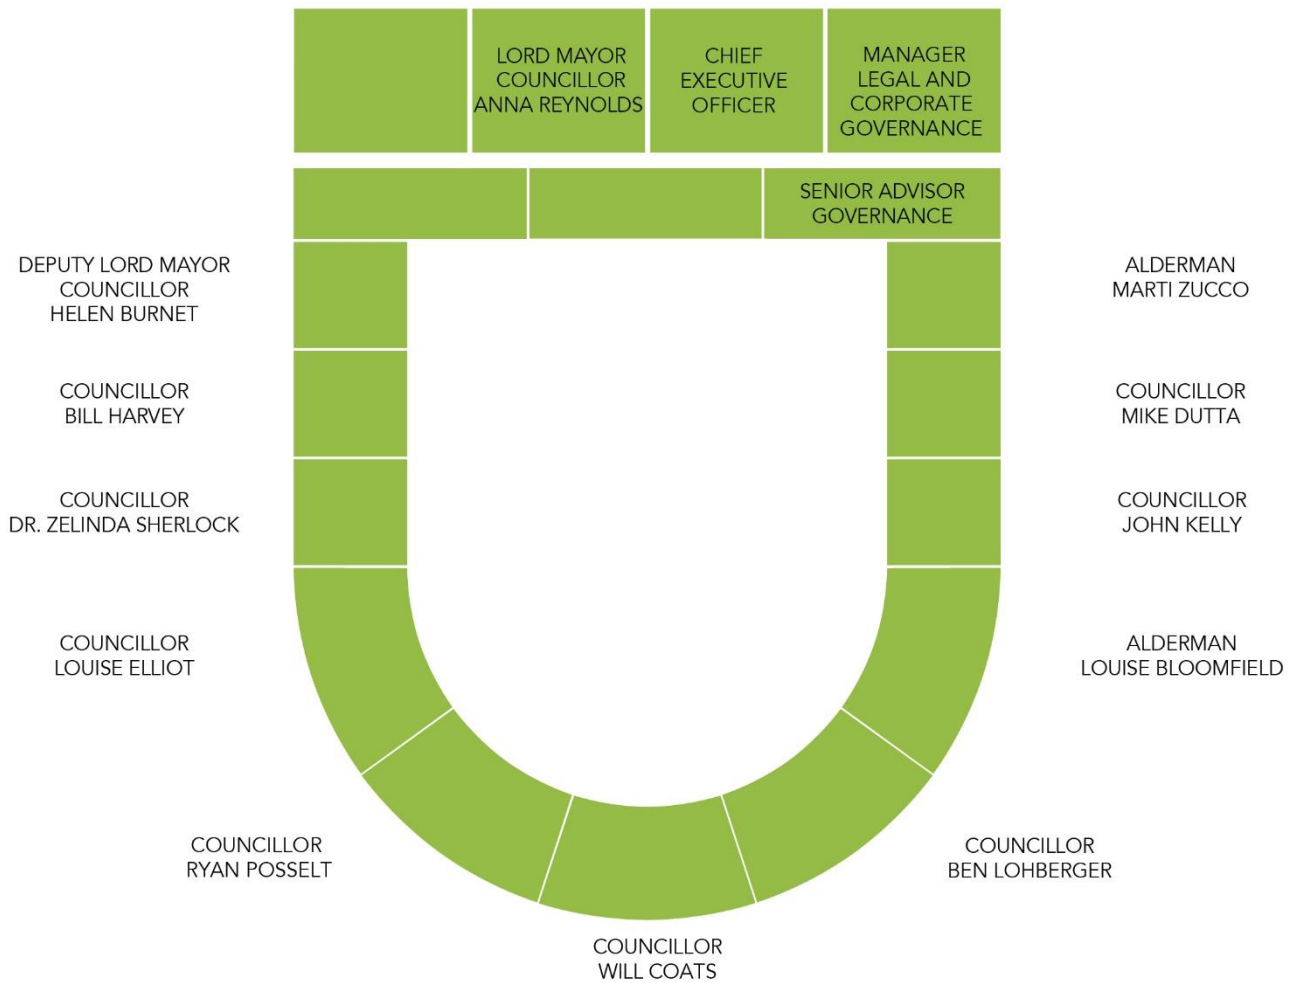 LORD MAYOR
COUNCILLOR
ANNA REYNOLDS
CHIEF
EXECUTIVE
OFFICER
MANAGER
LEGAL AND
CORPORATE
GOVERNANCE
SENIOR ADVISOR
GOVERNANCE
DEPUTY LORD MAYOR
COUNCILLOR
HELEN BURNET
ALDERMAN
MARTI ZUCCO
COUNCILLOR
BILL HARVEY
COUNCILLOR
MIKE DUTTA
COUNCILLOR
DR. ZELINDA SHERLOCK
COUNCILLOR
JOHN KELLY
COUNCILLOR
LOUISE ELLIOT
ALDERMAN
LOUISE BLOOMFIELD
COUNCILLOR
RYAN POSSELT
COUNCILLOR
BEN LOHBERGER
COUNCILLOR
WILL COATS